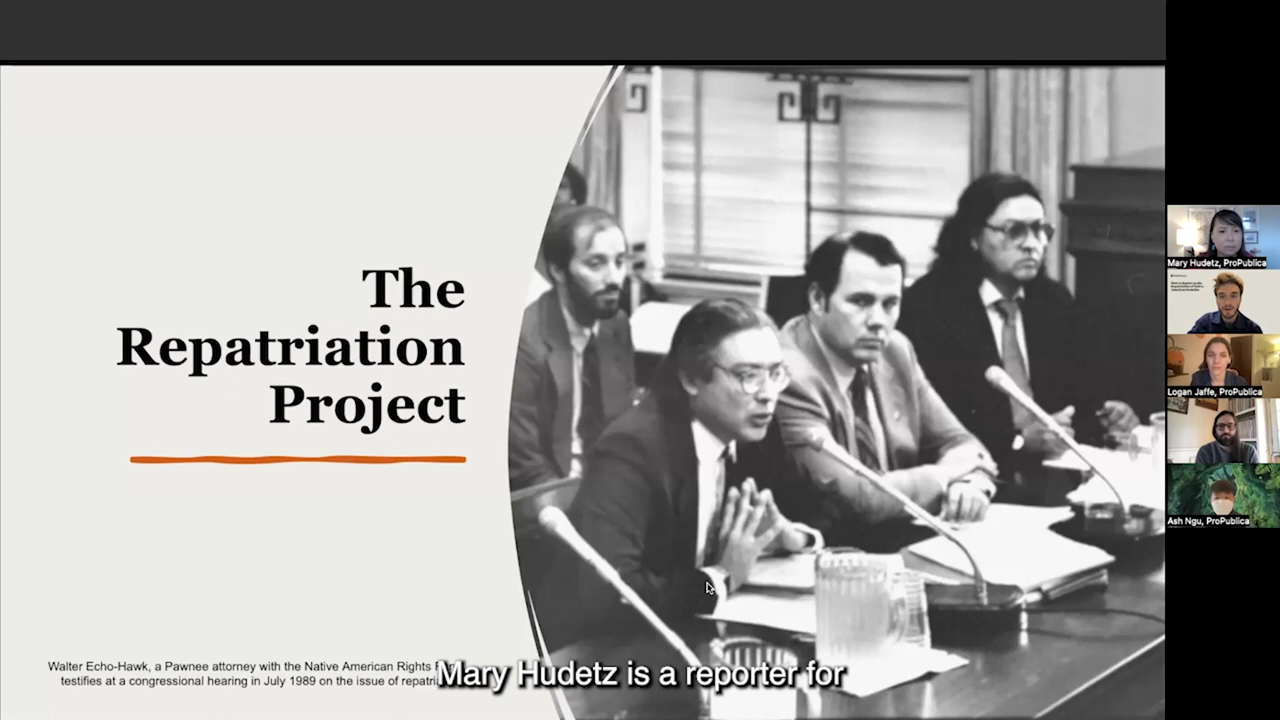 The
Repatriation
Project
Walter Echo-Hawk, a Pawnee attorney with the Native American Rights
testifies at a congressional hearing in July 1989 on the issue of
Mary Hudetz is a reporter for
Mary Hudetz, ProPublica
Logan Jaffe, ProPublica
Ash Ngu, ProPublica